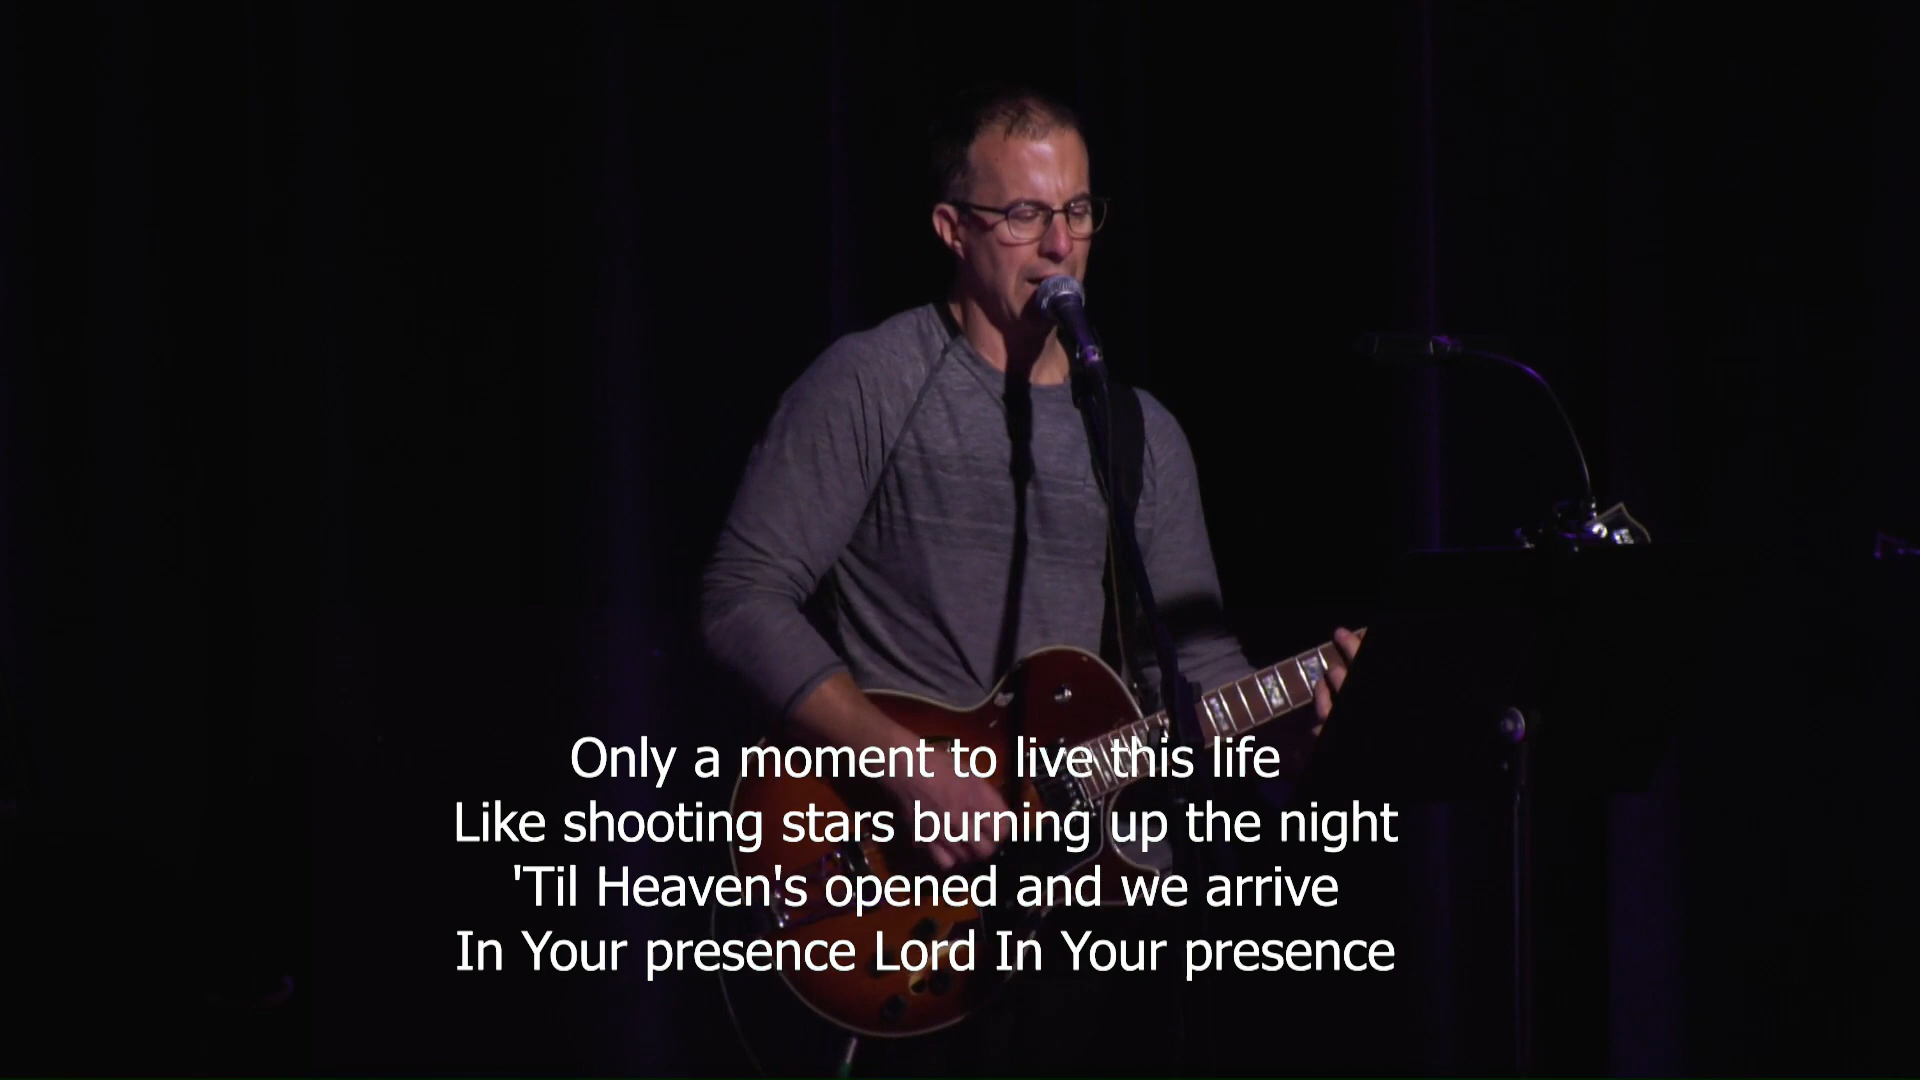 Only a moment to live this life
Like shooting stars burning up the night
'Til Heaven's opened and we arrive
In Your presence Lord In Your presence